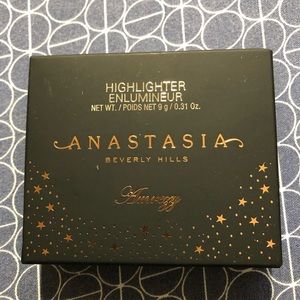 HIGHLIGHTER
ENLUMINEUR
NET WT. / POIDS NET 9 g / 0.31 Oz.
ANASTASIA
BEVERLY HILLS
Amrezy